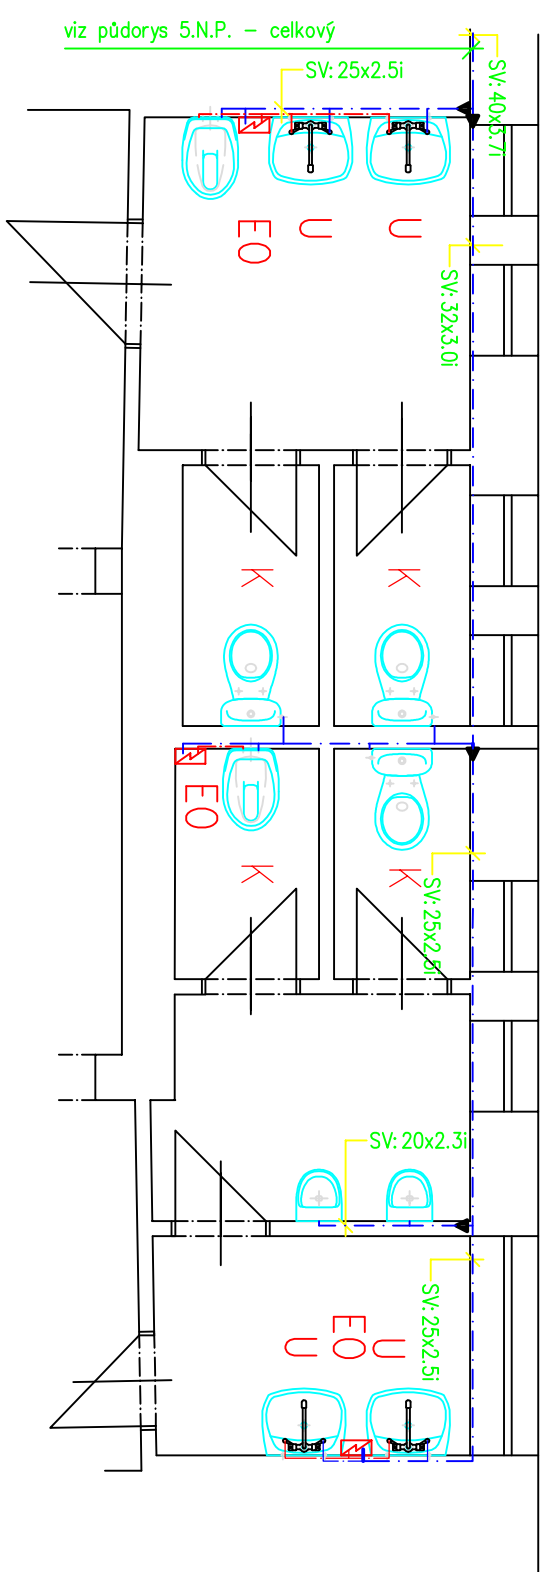 viz půdorys 5.N.P. – celkový
SV: 25x2.5i
SV: 40x3.7i
EO
U
U
SV: 32x3.0i
K
K
EO
K
K
SV: 25x2.5i
SV: 20x2.3i
SV: 25x2.5i
U
EO
U